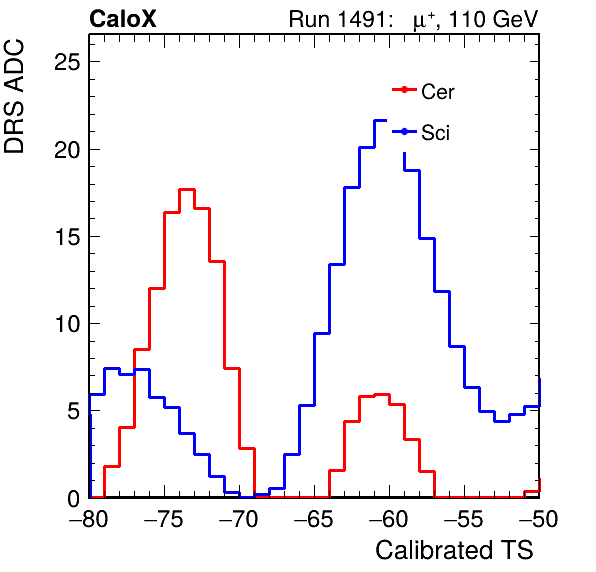 CaloX Run 1491: μ⁺, 110 GeV
DRS ADC
25
20
15
10
5
0
Cer
Sci
−80 −75 −70 −65 −60 −55 −50
Calibrated TS